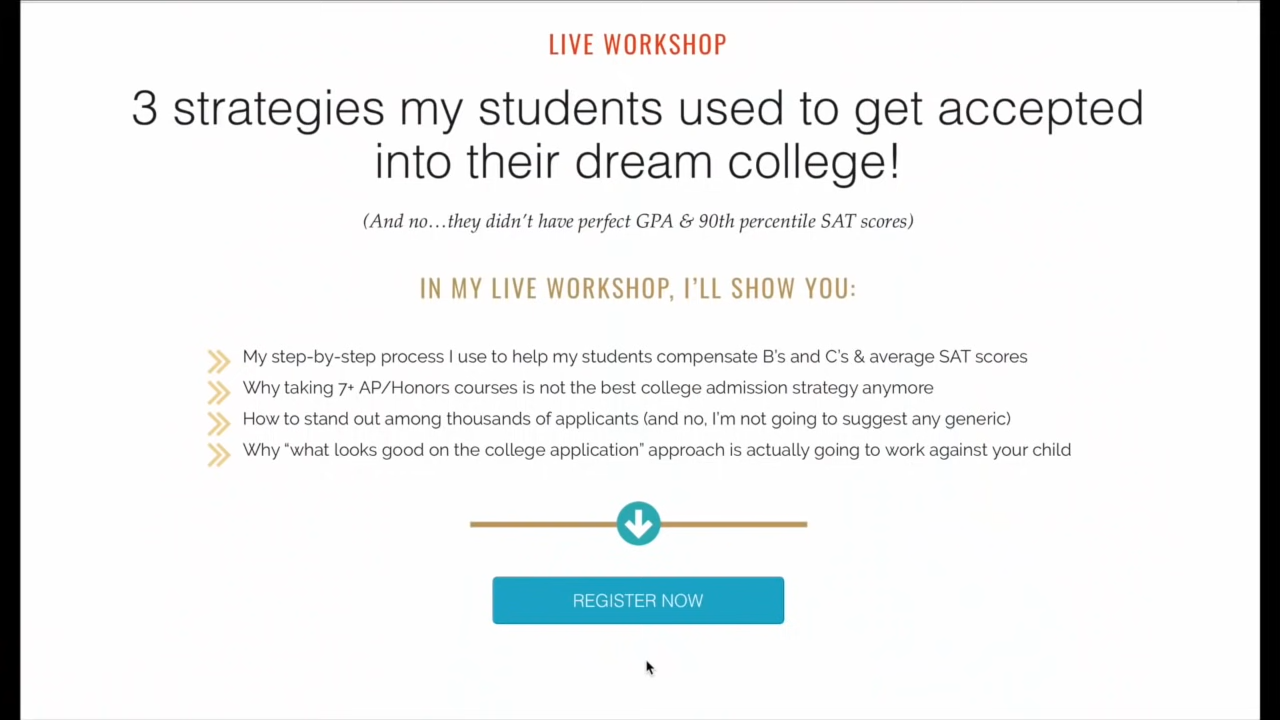 LIVE WORKSHOP
3 strategies my students used to get accepted
into their dream college!
(And no…they didn't have perfect GPA & 90th percentile SAT scores)
IN MY LIVE WORKSHOP, I'LL SHOW YOU:
My step-by-step process I use to help my students compensate B's and C's & average SAT scores
Why taking 7+ AP/Honors courses is not the best college admission strategy anymore
How to stand out among thousands of applicants (and no, I'm not going to suggest any generic)
Why “what looks good on the college application” approach is actually going to work against your child
REGISTER NOW